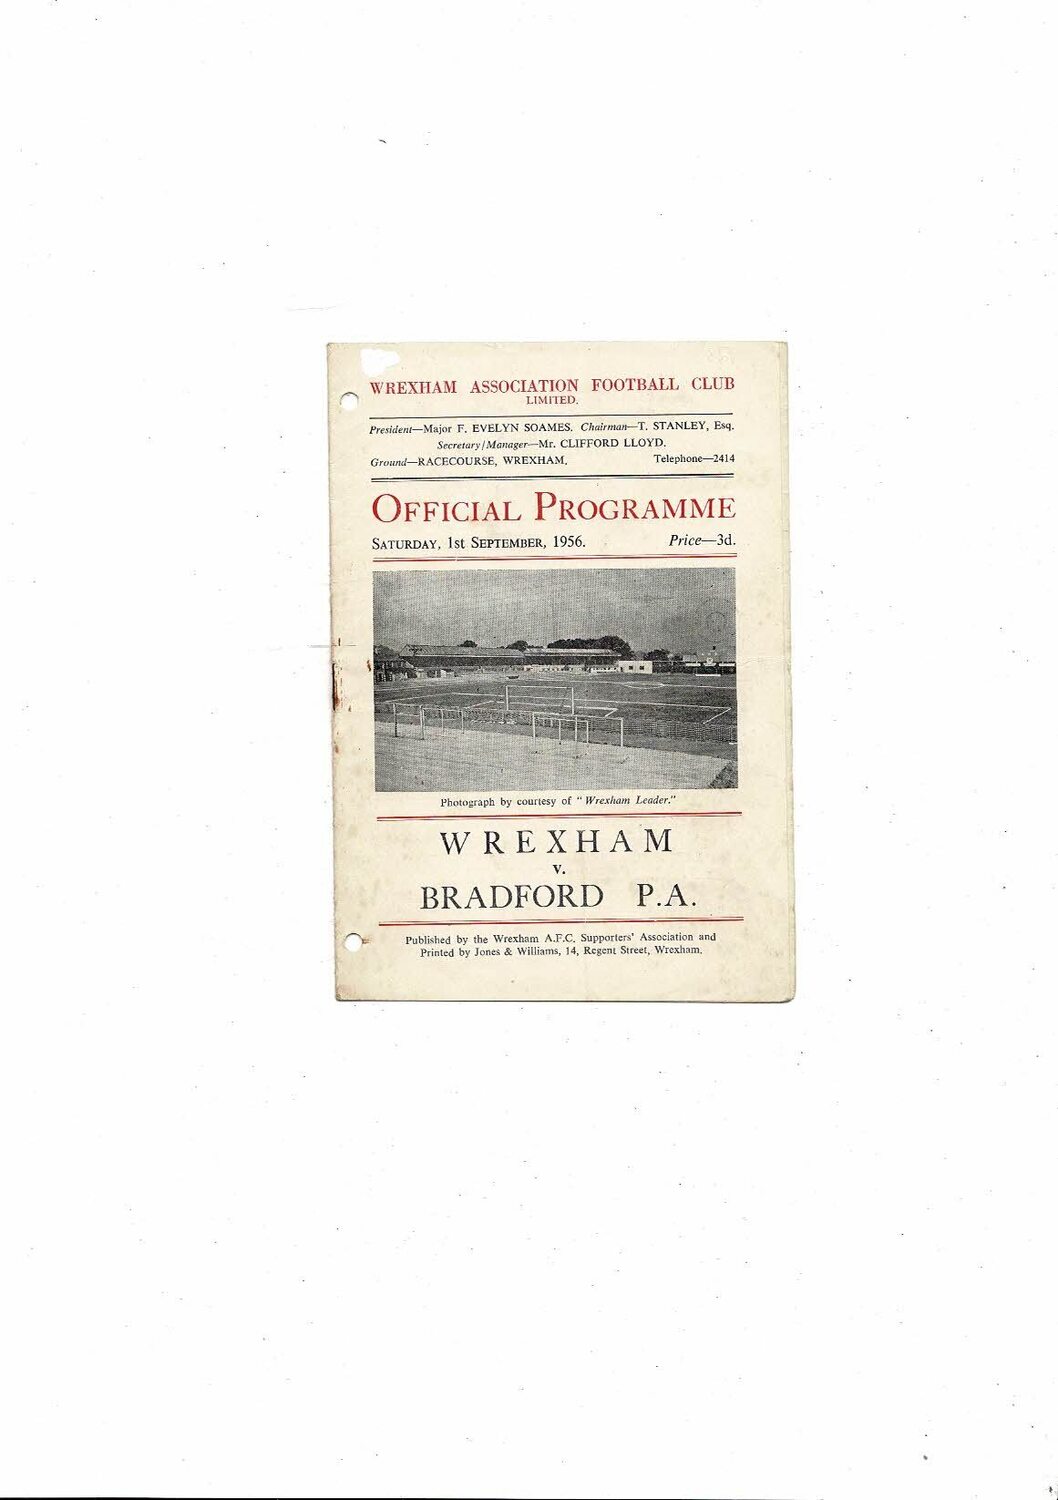 WREXHAM ASSOCIATION FOOTBALL CLUB
LIMITED.
President—Major F. EVELYN SOAMES. Chairman—T. STANLEY, Esq.
Secretary/Manager—Mr. CLIFFORD LLOYD.
Ground—RACECOURSE, WREXHAM. Telephone—2414
OFFICIAL PROGRAMME
SATURDAY, 1st SEPTEMBER, 1956. Price—3d.
Photograph by courtesy of "Wrexham Leader."
WREXHAM
v.
BRADFORD P.A.
Published by the Wrexham A.F.C. Supporters' Association and
Printed by Jones & Williams, 14, Regent Street, Wrexham.